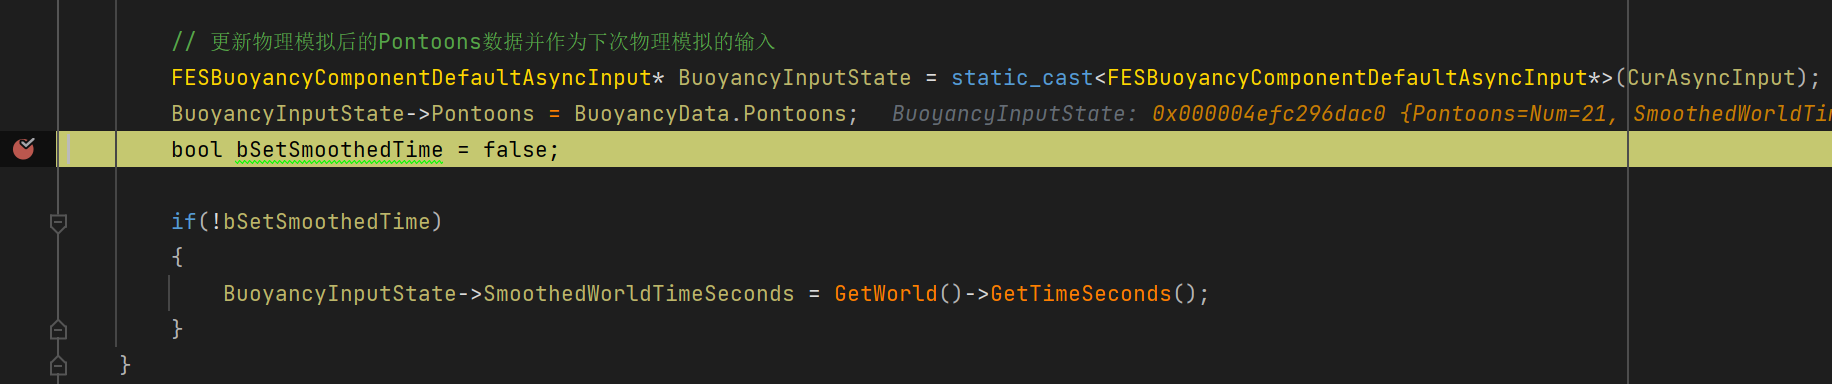 // 更新物理模拟后的Pontoons数据并作为下次物理模拟的输入
FESBuoyancyComponentDefaultAsyncInput* BuoyancyInputState = static_cast<FESBuoyancyComponentDefaultAsyncInput*>(CurAsyncInput);
BuoyancyInputState->Pontoons = BuoyancyData.Pontoons; BuoyancyInputState: 0x000004efc296dac0 {Pontoons=Num=21, SmoothedWorldTi
bool bSetSmoothedTime = false;
if(!bSetSmoothedTime)
{
BuoyancyInputState->SmoothedWorldTimeSeconds = GetWorld()->GetTimeSeconds();
}
}